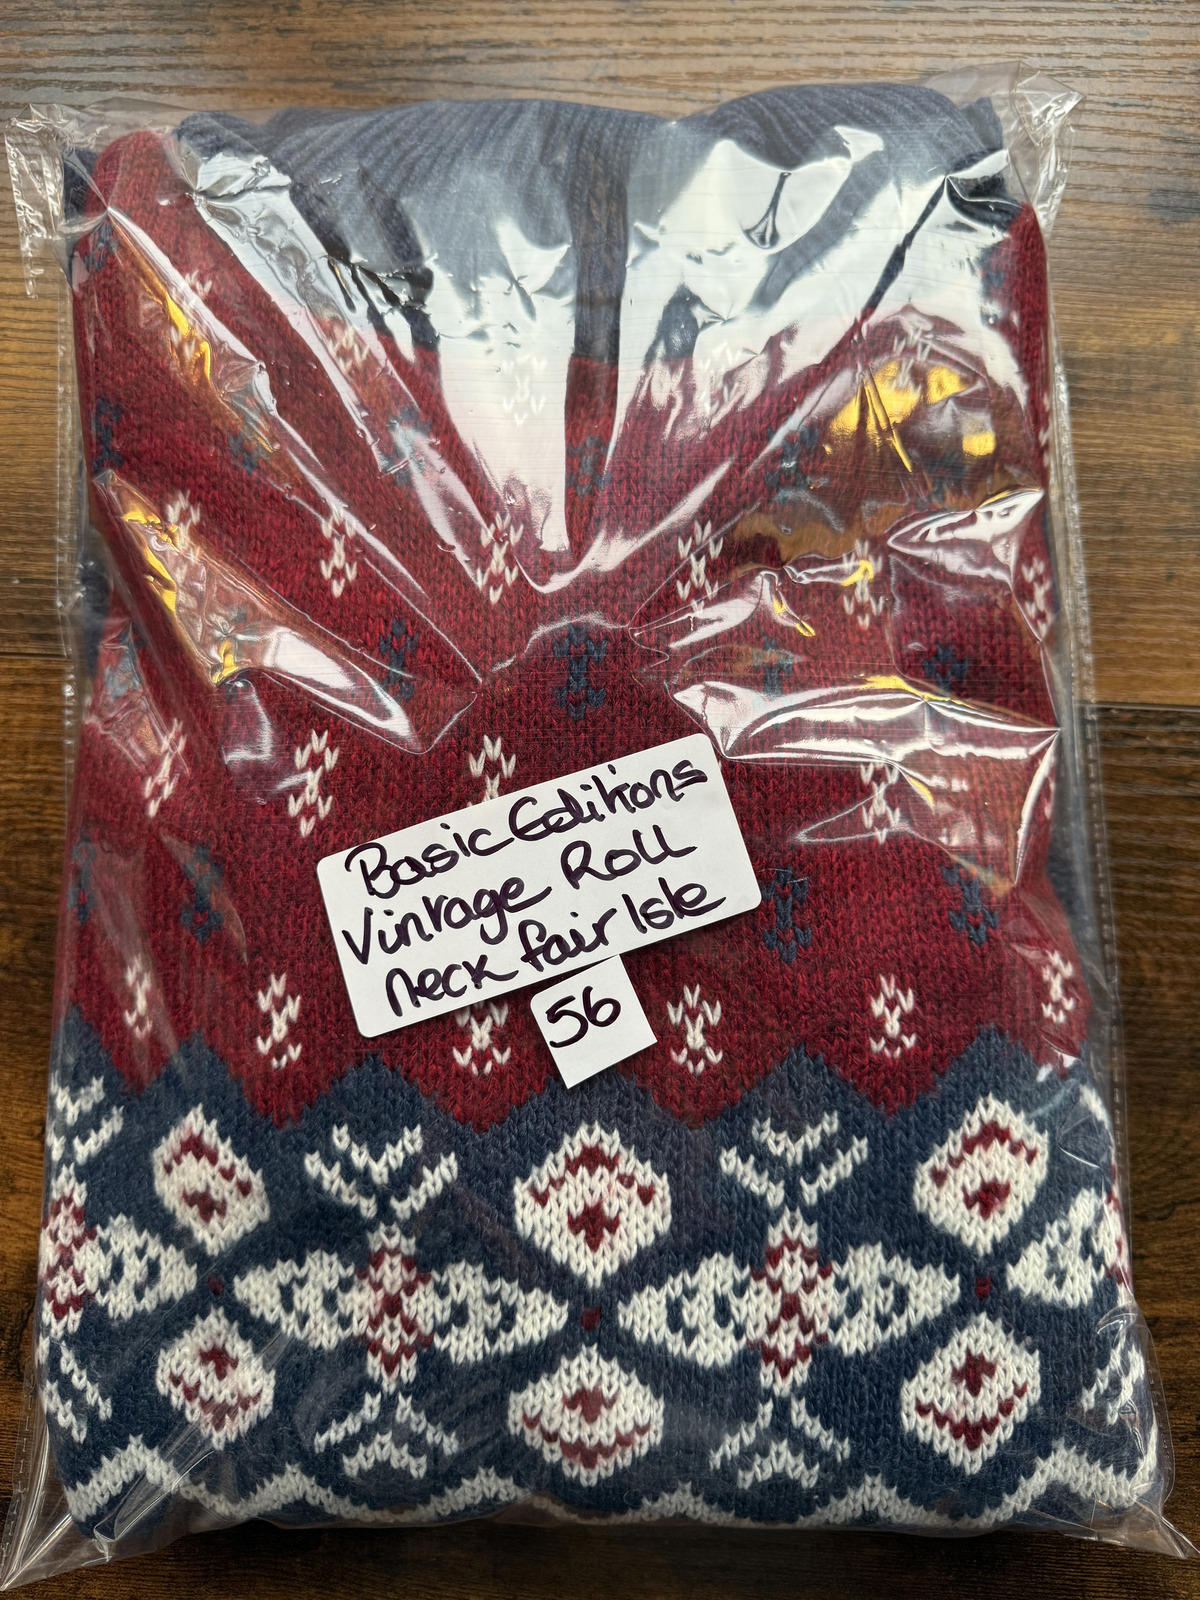 Basic Editions
Vintage Roll
neck fair Isle
56